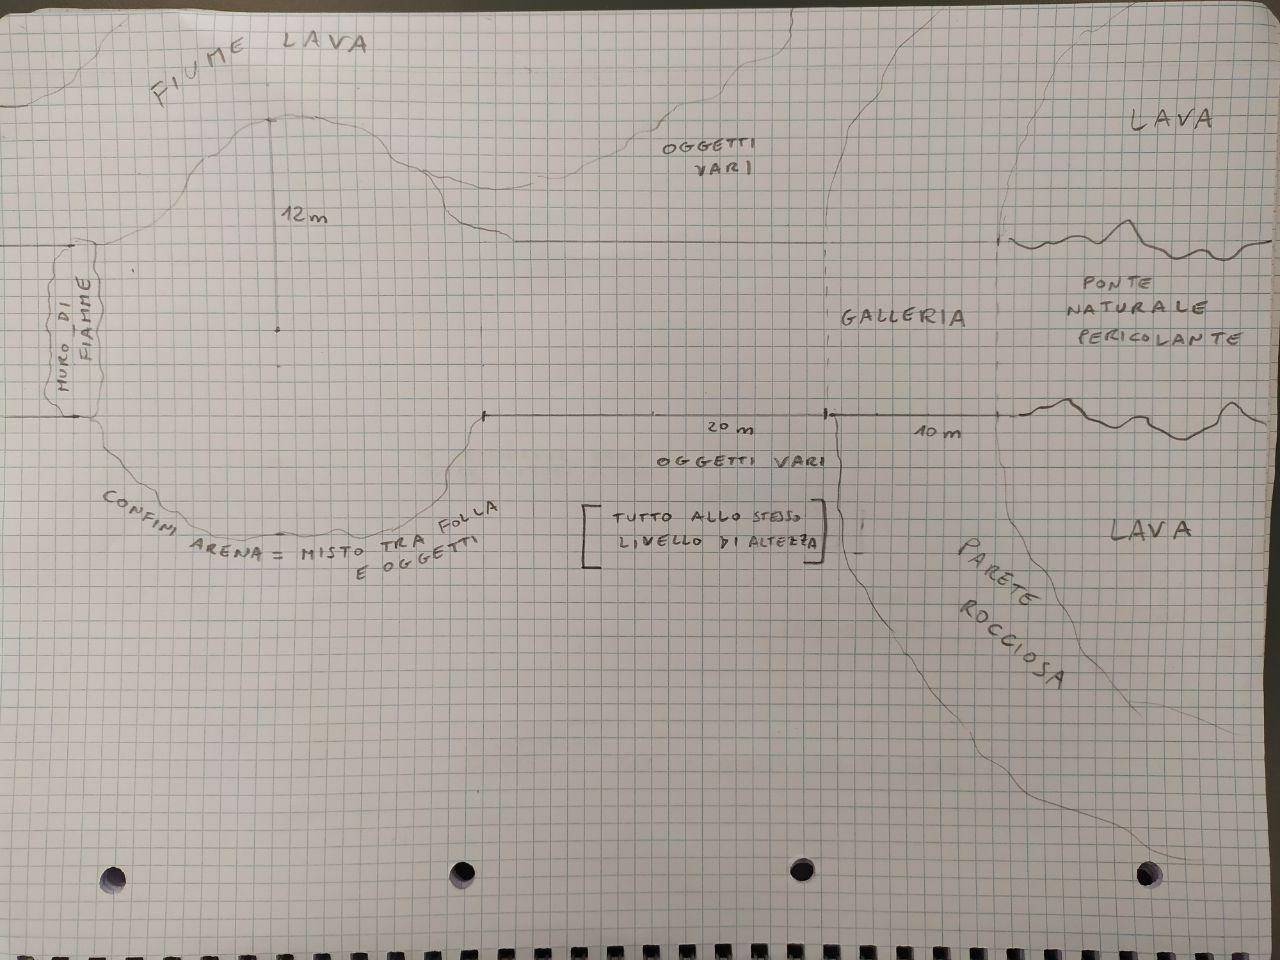 FIUME LAVA
LAVA
OGGETTI
VARI
12 m
MURO DI
FIAMME
GALLERIA
PONTE
NATURALE
PERICOLANTE
20 m
10 m
OGGETTI VARI
CONFINI ARENA = MISTO TRA FOLLA
E OGGETTI
TUTTO ALLO STESSO
LIVELLO DI ALTEZZA
LAVA
PARETE
ROCCIOSA